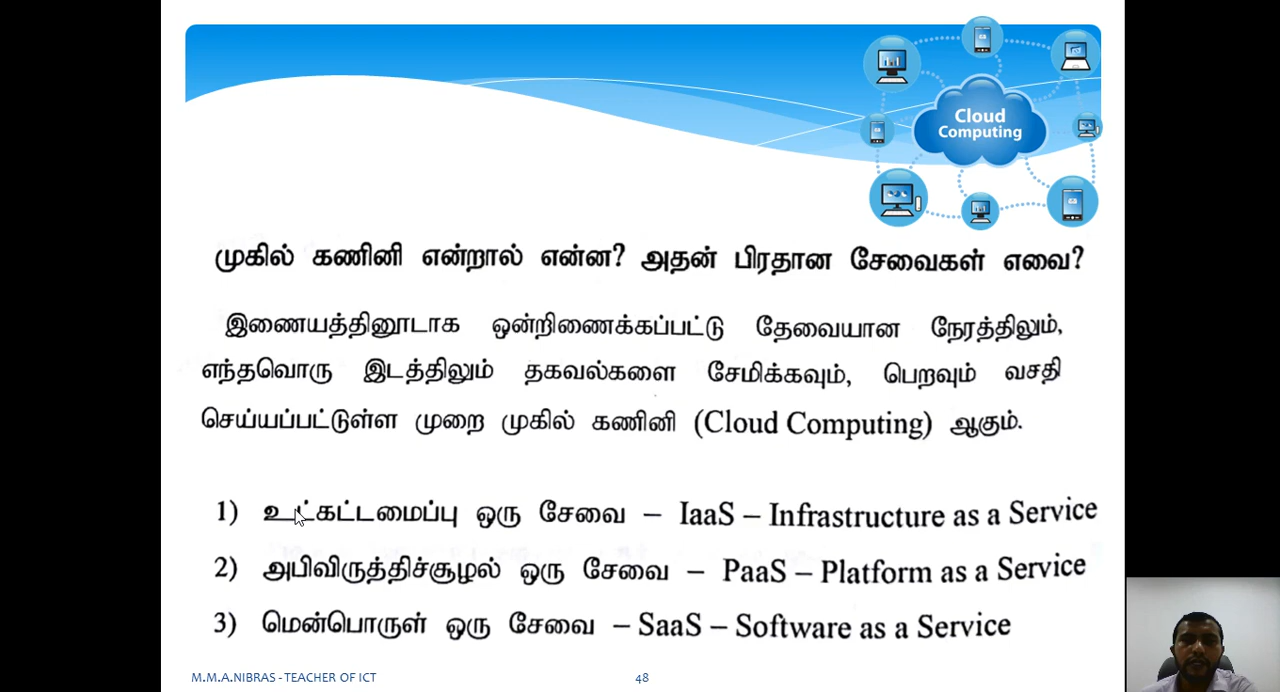 Cloud
Computing
முகில் கணினி என்றால் என்ன? அதன் பிரதான சேவைகள் எவை?
இணையத்தினூடாக ஒன்றிணைக்கப்பட்டு தேவையான நேரத்திலும்,
எந்தவொரு இடத்திலும் தகவல்களை சேமிக்கவும், பெறவும் வசதி
செய்யப்பட்டுள்ள முறை முகில் கணினி (Cloud Computing) ஆகும்.
1) உட்கட்டமைப்பு ஒரு சேவை – IaaS – Infrastructure as a Service
2) அபிவிருத்திச்சூழல் ஒரு சேவை – PaaS – Platform as a Service
3) மென்பொருள் ஒரு சேவை – SaaS – Software as a Service
M.M.A.NIBRAS - TEACHER OF ICT 48